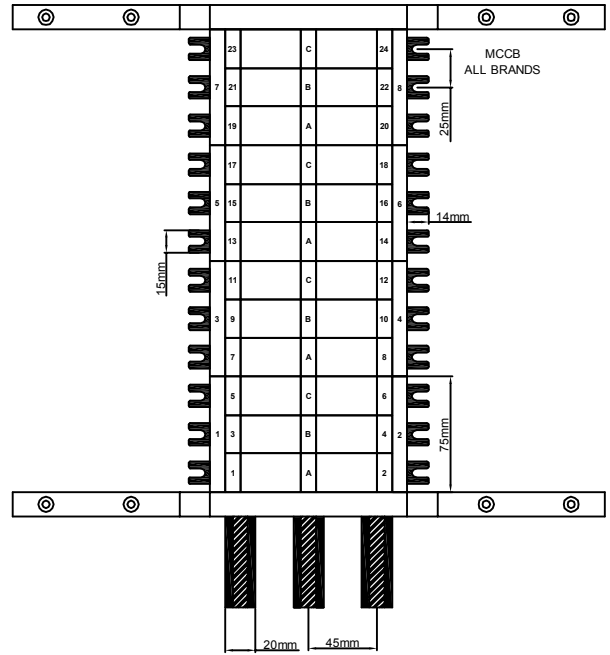 23 C 24
MCCB
ALL BRANDS
7 21 B 22 8
25mm
19 A 20
17 C 18
5 15 B 16 6
14mm
13 A 14
15mm
11 C 12
3 9 B 10 4
7 A 8
5 C 6
75mm
1 3 B 4 2
1 A 2
20mm 45mm